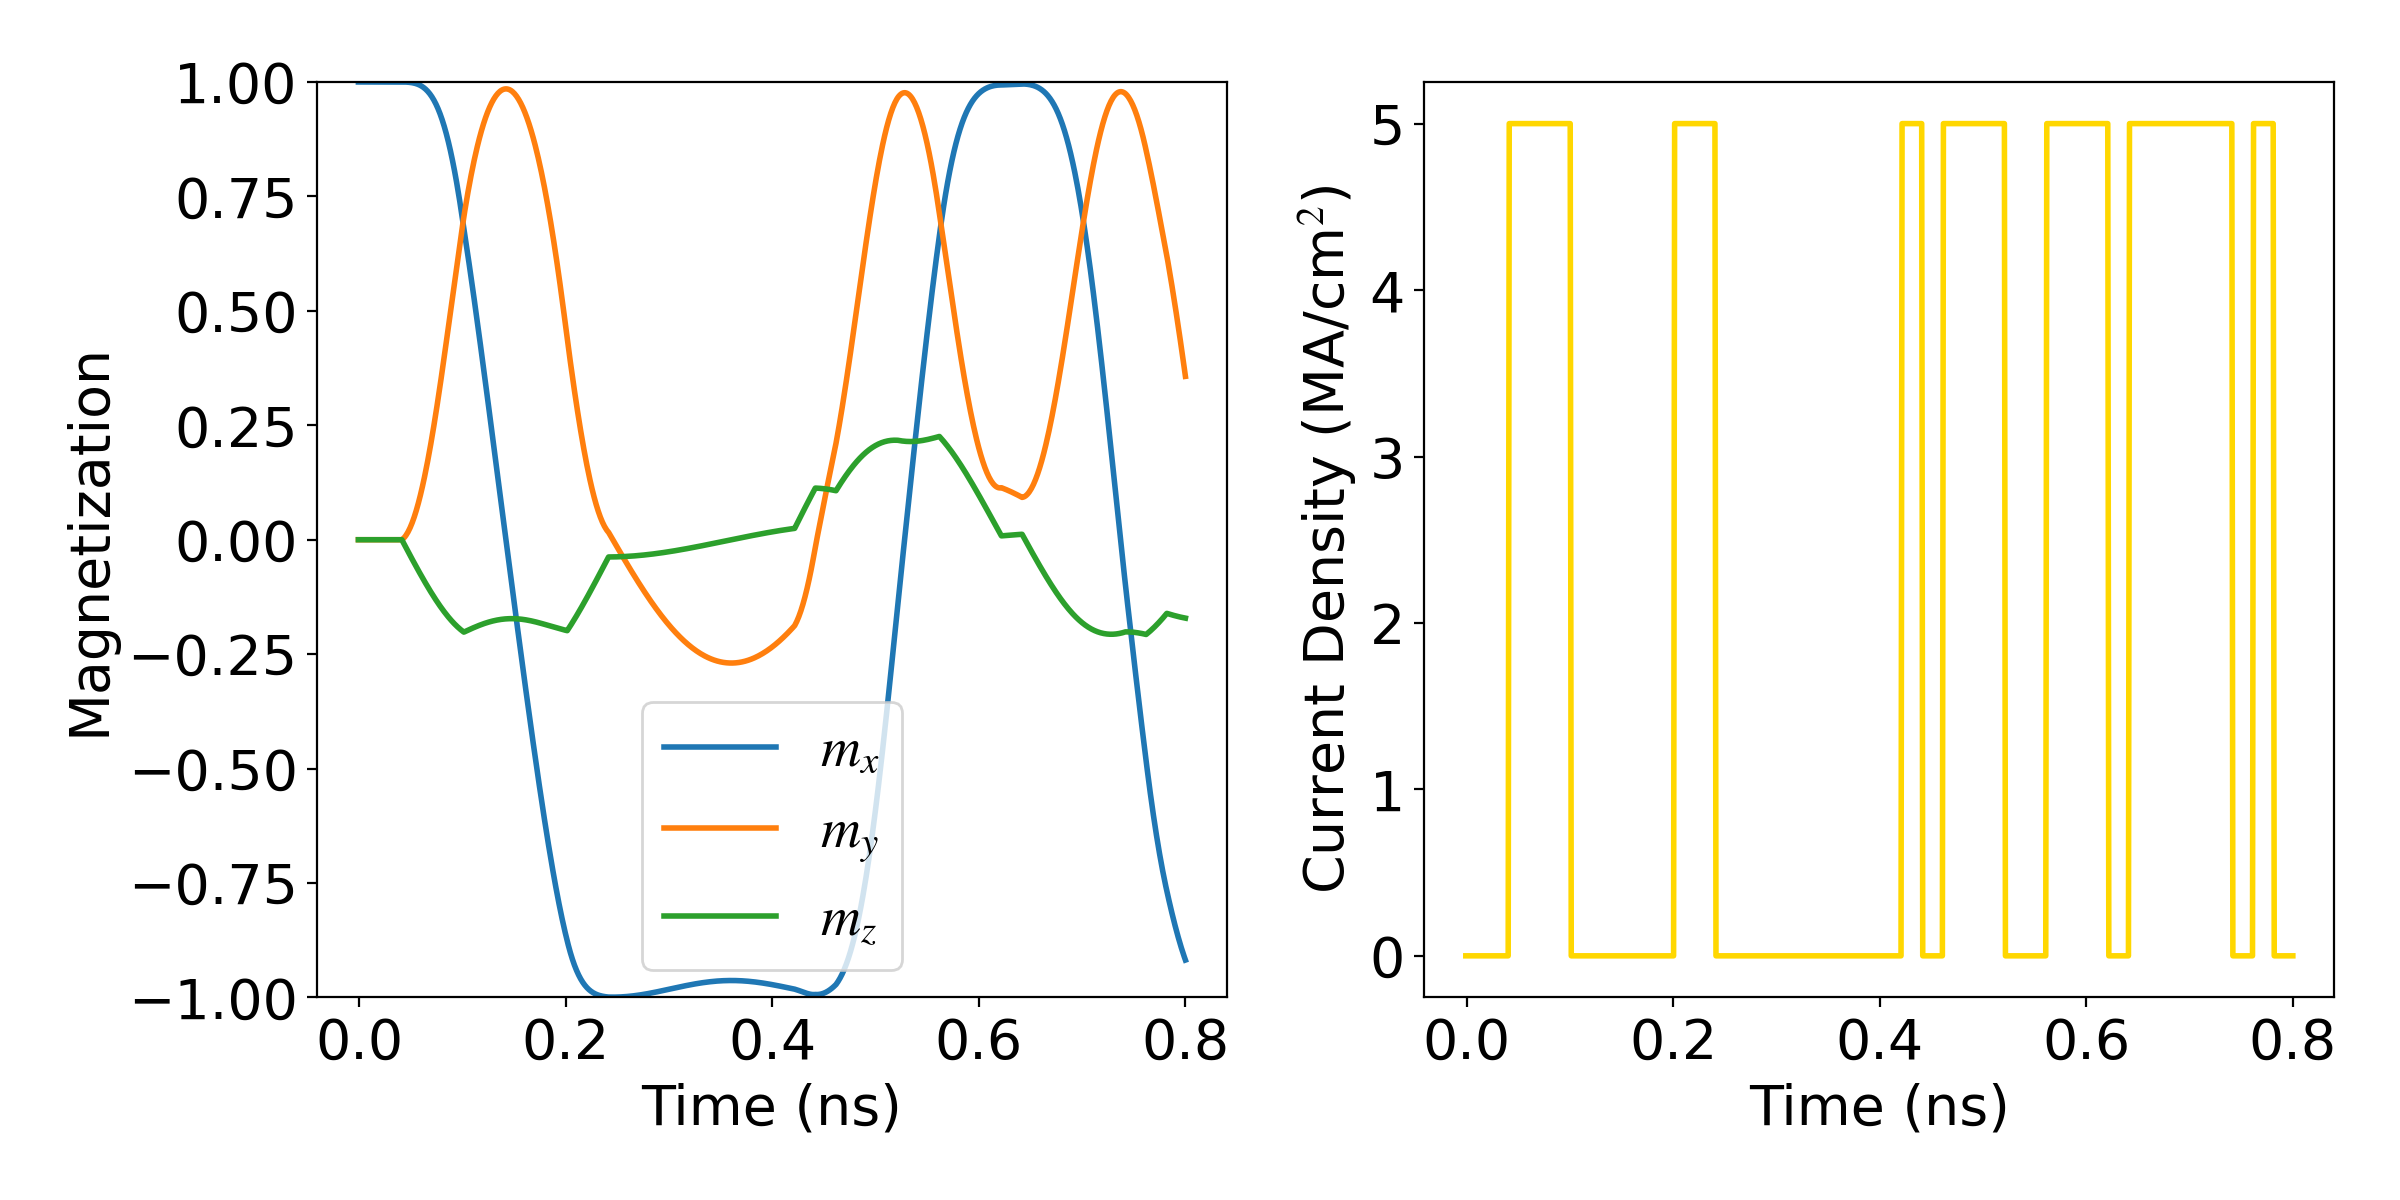 1.00
0.75
0.50
0.25
0.00
−0.25
−0.50
−0.75
−1.00
Magnetization
0.0 0.2 0.4 0.6 0.8
Time (ns)
m_x
m_y
m_z
5
4
3
2
1
0
Current Density (MA/cm²)
0.0 0.2 0.4 0.6 0.8
Time (ns)